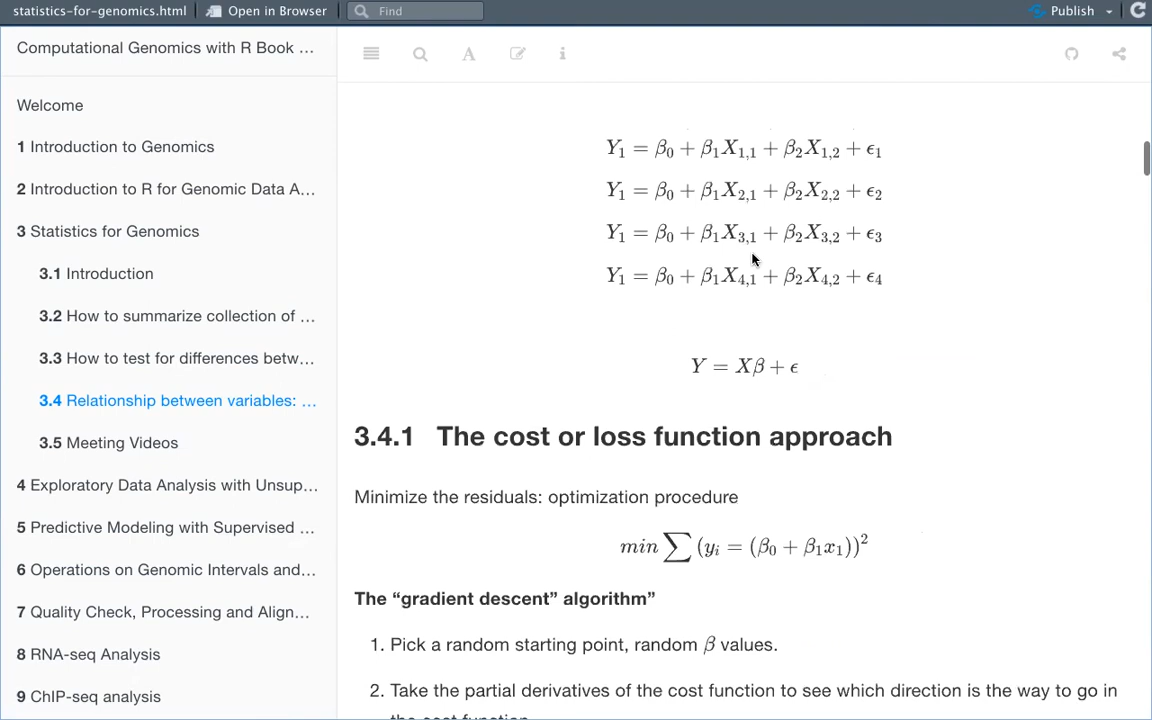 statistics-for-genomics.html Open in Browser Find Publish
Computational Genomics with R Book ...
Welcome
1 Introduction to Genomics
2 Introduction to R for Genomic Data A...
3 Statistics for Genomics
3.1 Introduction
3.2 How to summarize collection of ...
3.3 How to test for differences betw...
3.4 Relationship between variables: ...
3.5 Meeting Videos
4 Exploratory Data Analysis with Unsup...
5 Predictive Modeling with Supervised ...
6 Operations on Genomic Intervals and...
7 Quality Check, Processing and Align...
8 RNA-seq Analysis
9 ChIP-seq analysis
Y₁ = β₀ + β₁X₁,₁ + β₂X₁,₂ + ϵ₁
Y₁ = β₀ + β₁X₂,₁ + β₂X₂,₂ + ϵ₂
Y₁ = β₀ + β₁X₃,₁ + β₂X₃,₂ + ϵ₃
Y₁ = β₀ + β₁X₄,₁ + β₂X₄,₂ + ϵ₄
Y = Xβ + ϵ
3.4.1 The cost or loss function approach
Minimize the residuals: optimization procedure
min ∑ (yᵢ = (β₀ + β₁x₁))²
The “gradient descent” algorithm”
1. Pick a random starting point, random β values.
2. Take the partial derivatives of the cost function to see which direction is the way to go in
the cost function.